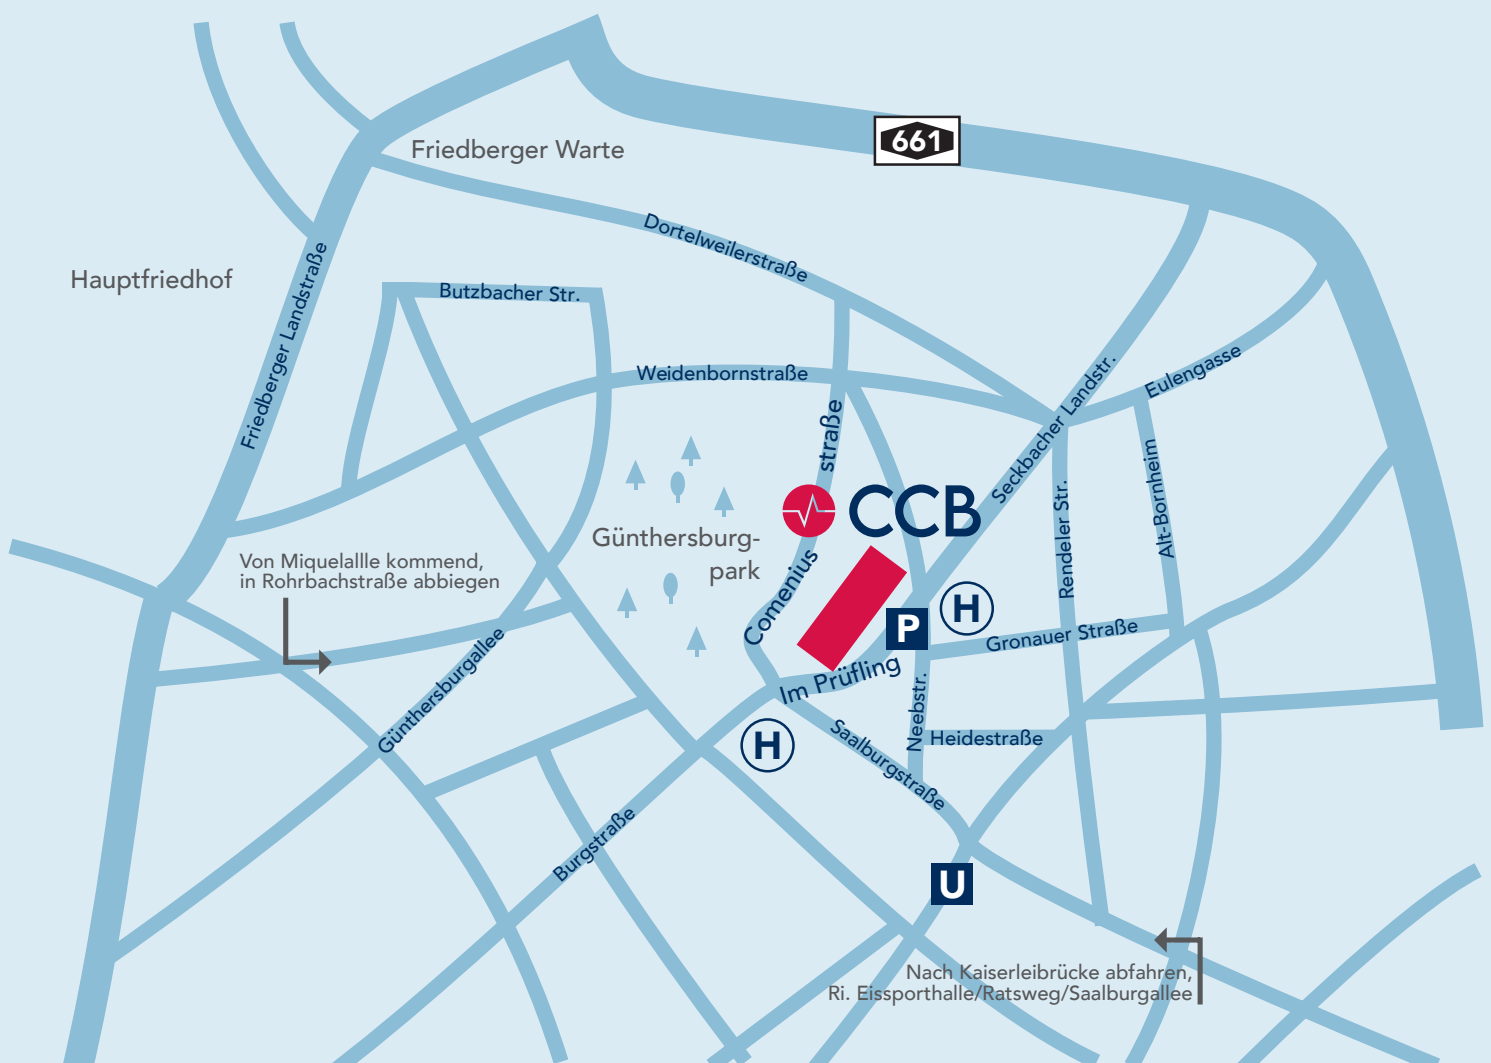 661
Friedberger Warte
Dortelweilerstraße
Hauptfriedhof
Friedberger Landstraße
Butzbacher Str.
Weidenbornstraße
Eulengasse
Seckbacher Landstr.
straße
Comenius
CCB
Rendeler Str.
Alt-Bornheim
Günthersburg-
park
Von Miquelallle kommend,
in Rohrbachstraße abbiegen
H
P
Gronauer Straße
Günthersburgallee
Im Prüfling
Neebstr.
H
Saalburgstraße
Heidestraße
Burgstraße
U
Nach Kaiserleibrücke abfahren,
Ri. Eissporthalle/Ratsweg/Saalburgallee